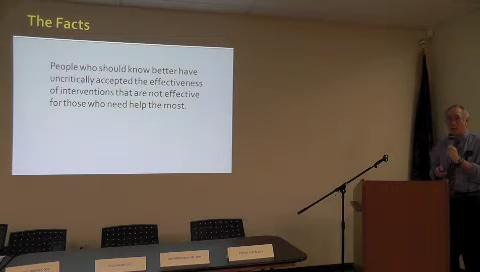 The Facts
People who should know better have
uncritically accepted the effectiveness
of interventions that are not effective
for those who need help the most.